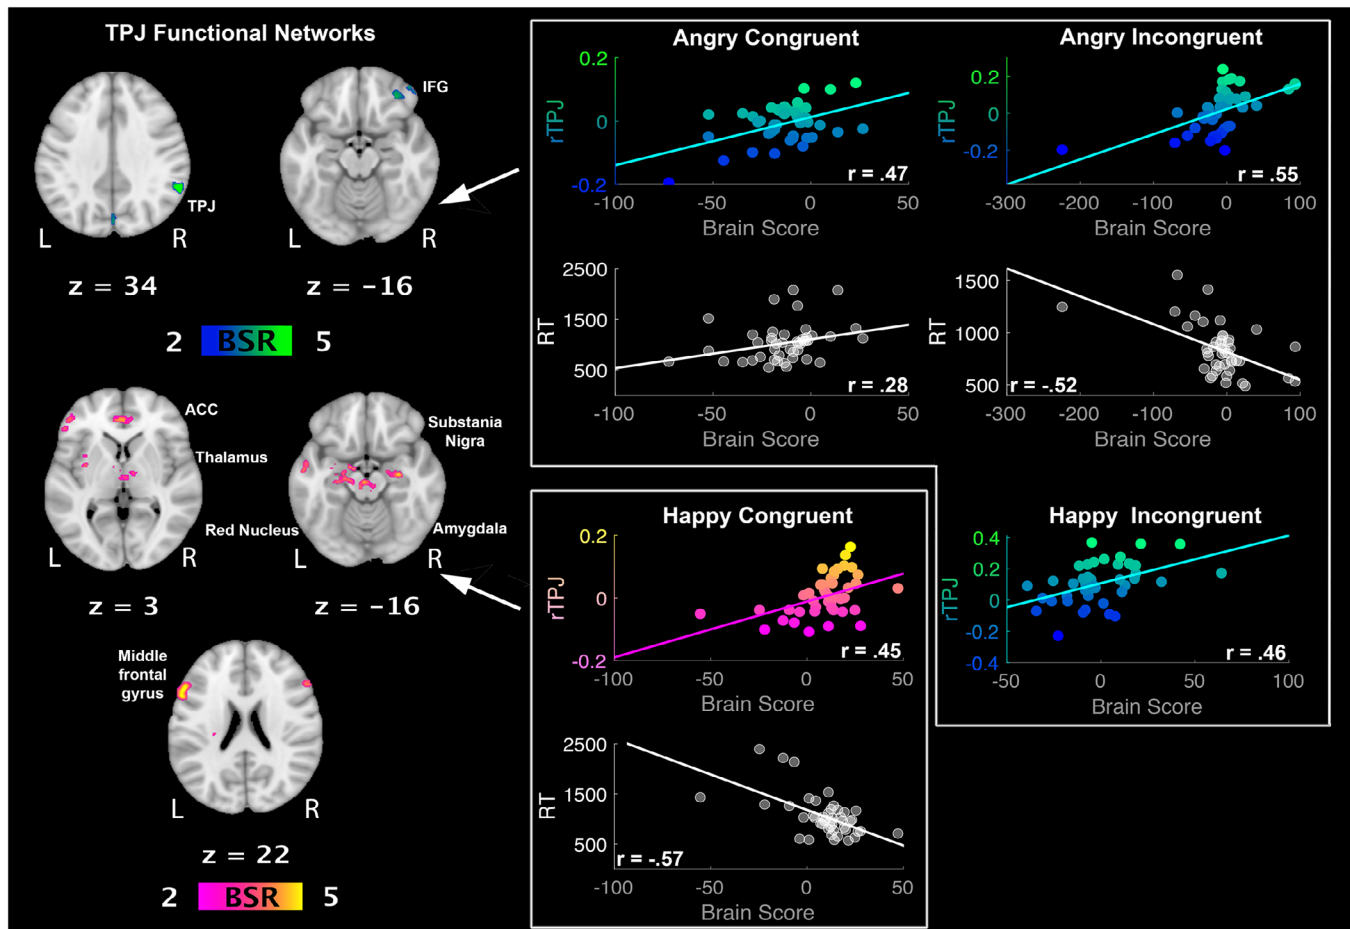 TPJ Functional Networks
IFG
TPJ
L R
L R
z = 34
z = −16
2 BSR 5
ACC
Thalamus
Substania
Nigra
Red Nucleus
Amygdala
L R
L R
z = 3
z = −16
Middle
frontal
gyrus
L R
z = 22
2 BSR 5
Angry Congruent
0.2
0
-0.2
rTPJ
r = .47
-100 -50 0 50
Brain Score
2500
1500
500
RT
r = .28
-100 -50 0 50
Brain Score
Angry Incongruent
0.2
0
-0.2
rTPJ
r = .55
-300 -200 -100 0 100
Brain Score
1500
1000
500
RT
r = -.52
-300 -200 -100 0 100
Brain Score
Happy Congruent
0.2
0
-0.2
rTPJ
r = .45
-100 -50 0 50
Brain Score
2500
1500
500
RT
r = -.57
-100 -50 0 50
Brain Score
Happy Incongruent
0.4
0.2
0
-0.2
-0.4
rTPJ
r = .46
-50 0 50 100
Brain Score